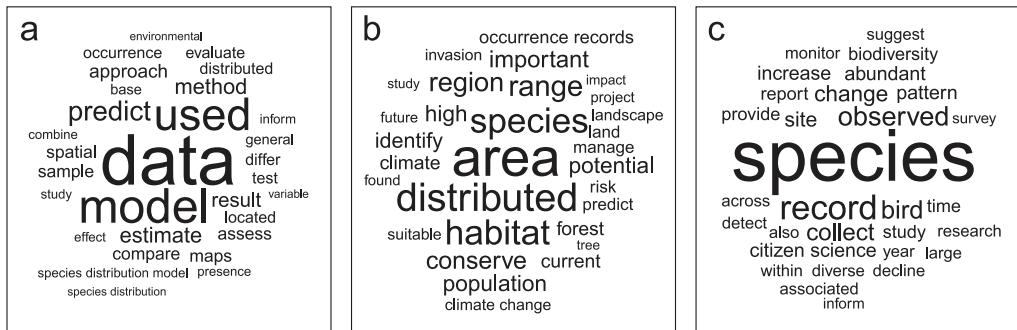 a
environmental
occurrence evaluate
approach distributed
base method
predict used inform
combine general
spatial data differ
sample test
study model result variable
located
effect estimate assess
compare maps
species distribution model presence
species distribution
b
occurrence records
invasion important
study region range impact
project
future high species landscape
identify land
climate area manage
potential
found distributed risk
predict
suitable habitat forest
tree
conserve current
population
climate change
c
suggest
monitor biodiversity
increase abundant
report change pattern
provide site observed survey
species
across record bird time
detect also collect study research
citizen science year large
within diverse decline
associated
inform